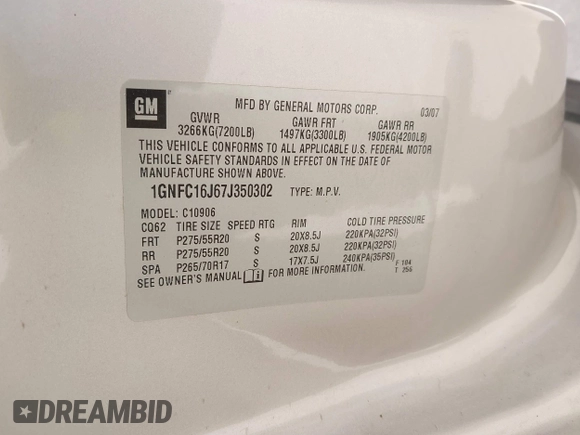 GM
MFD BY GENERAL MOTORS CORP. 03/07
GVWR GAWR FRT GAWR RR
3266KG(7200LB) 1497KG(3300LB) 1905KG(4200LB)
THIS VEHICLE CONFORMS TO ALL APPLICABLE U.S. FEDERAL MOTOR
VEHICLE SAFETY STANDARDS IN EFFECT ON THE DATE OF
MANUFACTURE SHOWN ABOVE.
1GNFC16J67J350302 TYPE: M.P.V.
MODEL: C10906
CQ62 TIRE SIZE SPEED RTG RIM COLD TIRE PRESSURE
FRT P275/55R20 S 20X8.5J 220KPA(32PSI)
RR P275/55R20 S 20X8.5J 220KPA(32PSI)
SPA P265/70R17 S 17X7.5J 240KPA(35PSI) F 104
SEE OWNER'S MANUAL FOR MORE INFORMATION. T 256
DREAMBID